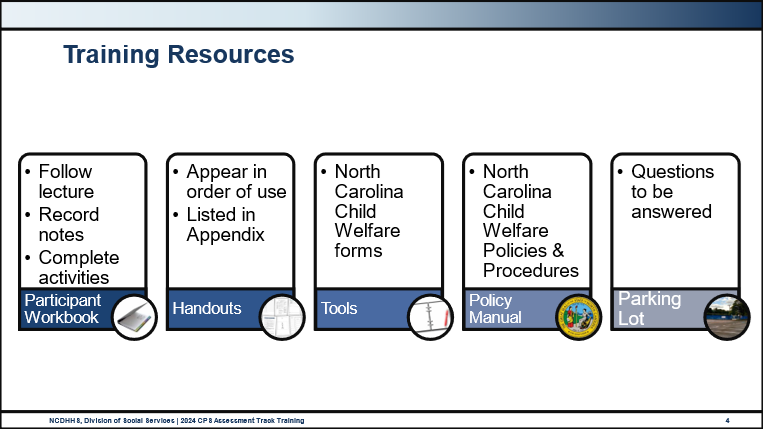 Training Resources
• Follow
lecture
• Record
notes
• Complete
activities
Participant
Workbook
• Appear in
order of use
• Listed in
Appendix
Handouts
• North
Carolina
Child
Welfare
forms
Tools
• North
Carolina
Child
Welfare
Policies &
Procedures
Policy
Manual
• Questions
to be
answered
Parking
Lot
NCDHHS, Division of Social Services | 2024 CPS Assessment Track Training
4